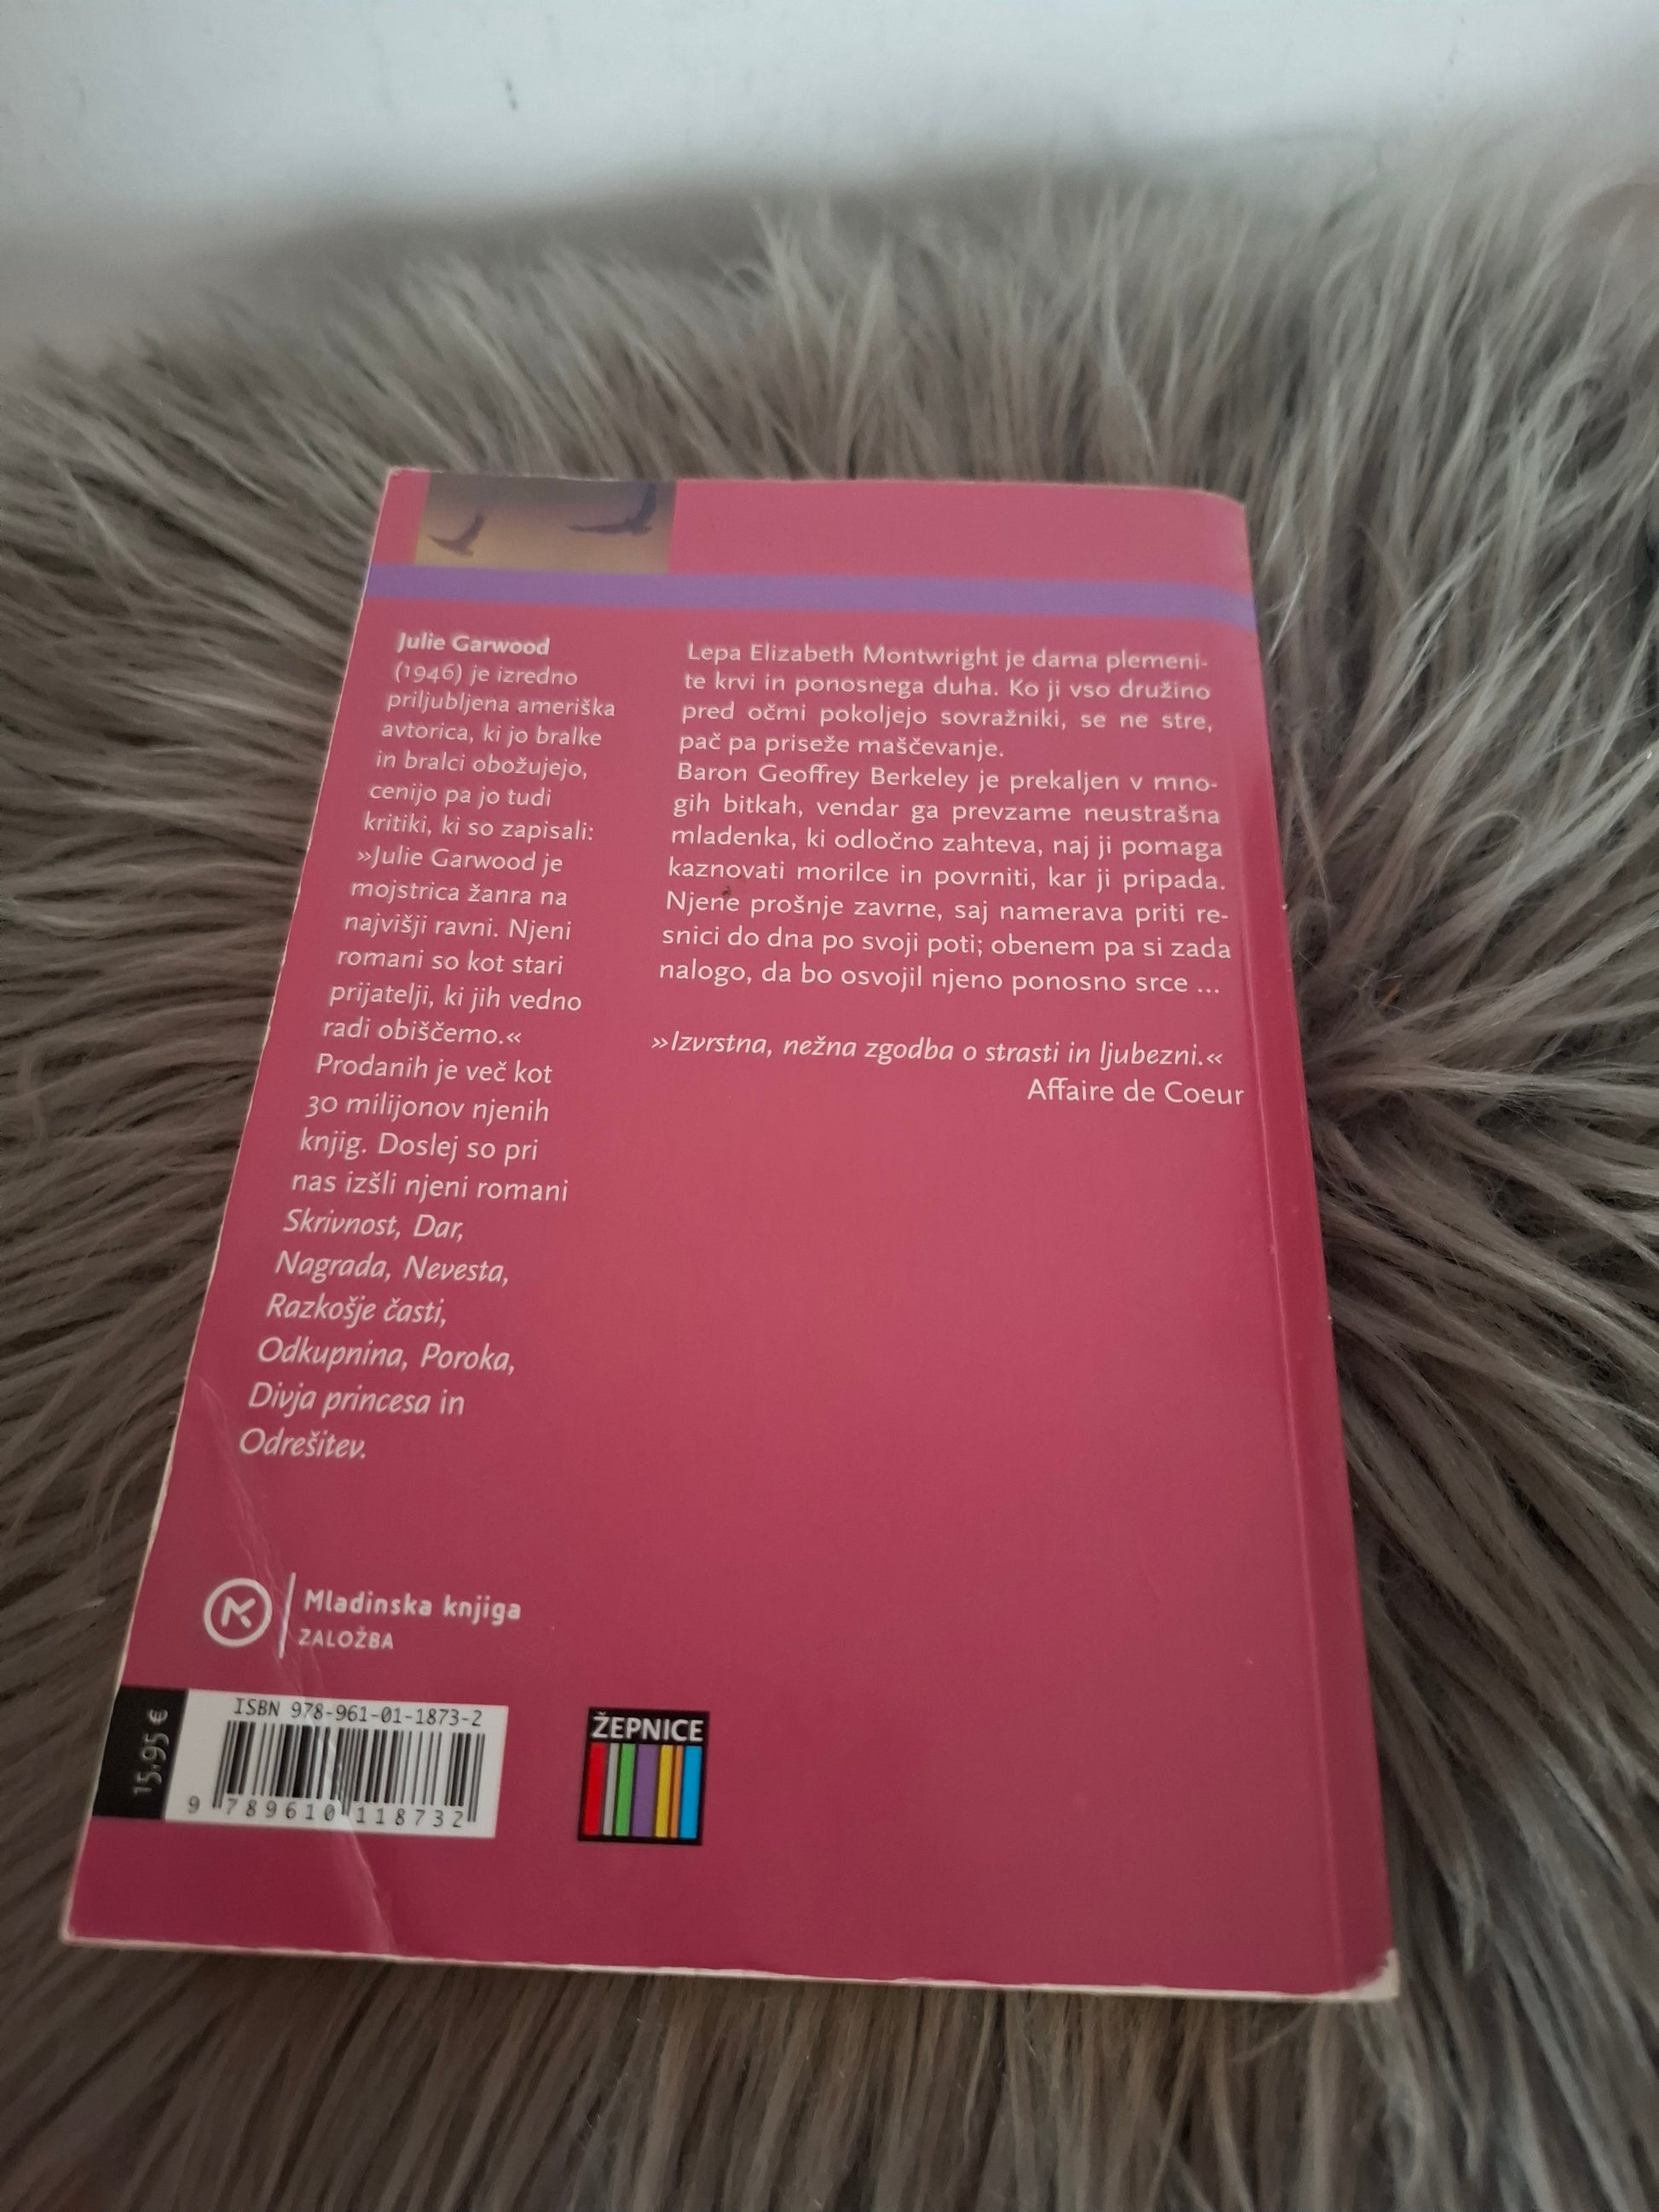 Julie Garwood
(1946) je izredno
priljubljena ameriška
avtorica, ki jo bralke
in bralci obožujejo,
cenijo pa jo tudi
kritiki, ki so zapisali:
»Julie Garwood je
mojstrica žanra na
najvišji ravni. Njeni
romani so kot stari
prijatelji, ki jih vedno
radi obiščemo.«
Prodanih je več kot
30 milijonov njenih
knjig. Doslej so pri
nas izšli njeni romani
Skrivnost, Dar,
Nagrada, Nevesta,
Razkošje časti,
Odkupnina, Poroka,
Divja princesa in
Odrešitev.
Lepa Elizabeth Montwright je dama plemeni-
te krvi in ponosnega duha. Ko ji vso družino
pred očmi pokoljejo sovražniki, se ne stre,
pač pa priseže maščevanje.
Baron Geoffrey Berkeley je prekaljen v mno-
gih bitkah, vendar ga prevzame neustrašna
mladenka, ki odločno zahteva, naj ji pomaga
kaznovati morilce in povrniti, kar ji pripada.
Njene prošnje zavrne, saj namerava priti re-
snici do dna po svoji poti; obenem pa si zada
nalogo, da bo osvojil njeno ponosno srce ...
»Izvrstna, nežna zgodba o strasti in ljubezni.«
Affaire de Coeur
Mladinska knjiga
ZALOŽBA
15,95 €
ISBN 978-961-01-1873-2
9 789610 118732
ŽEPNICE